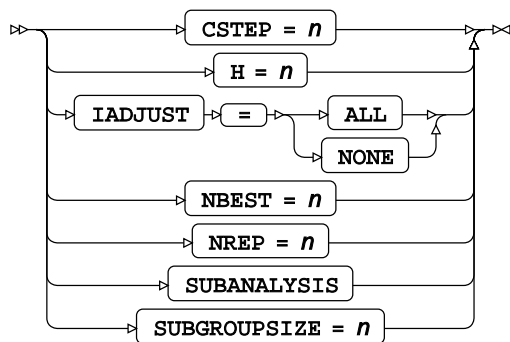 CSTEP = n
H = n
IADJUST = ALL
NONE
NBEST = n
NREP = n
SUBANALYSIS
SUBGROUPSIZE = n